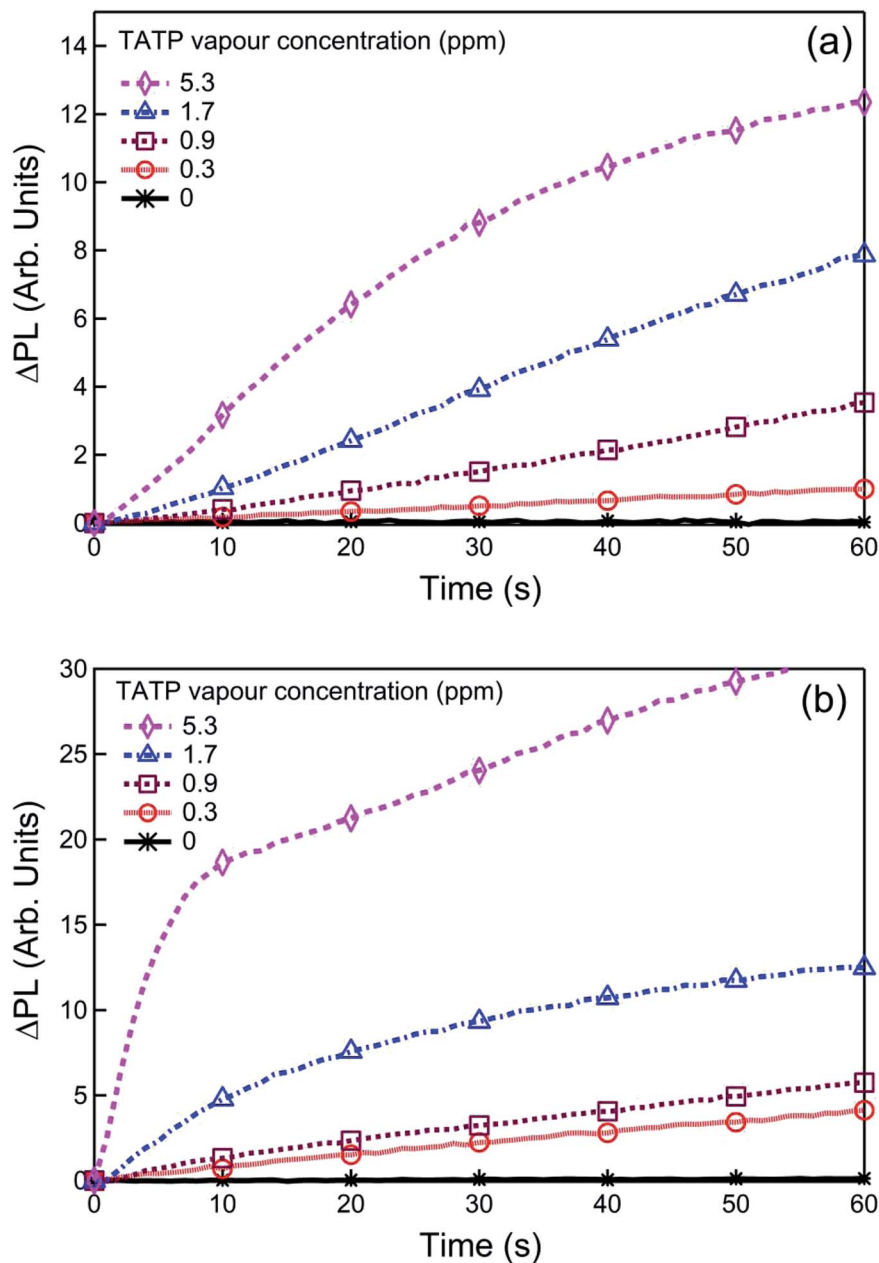 (a)
TATP vapour concentration (ppm)
5.3
1.7
0.9
0.3
0
14
12
10
8
6
4
2
0
ΔPL (Arb. Units)
0 10 20 30 40 50 60
Time (s)
(b)
TATP vapour concentration (ppm)
5.3
1.7
0.9
0.3
0
30
25
20
15
10
5
0
ΔPL (Arb. Units)
0 10 20 30 40 50 60
Time (s)